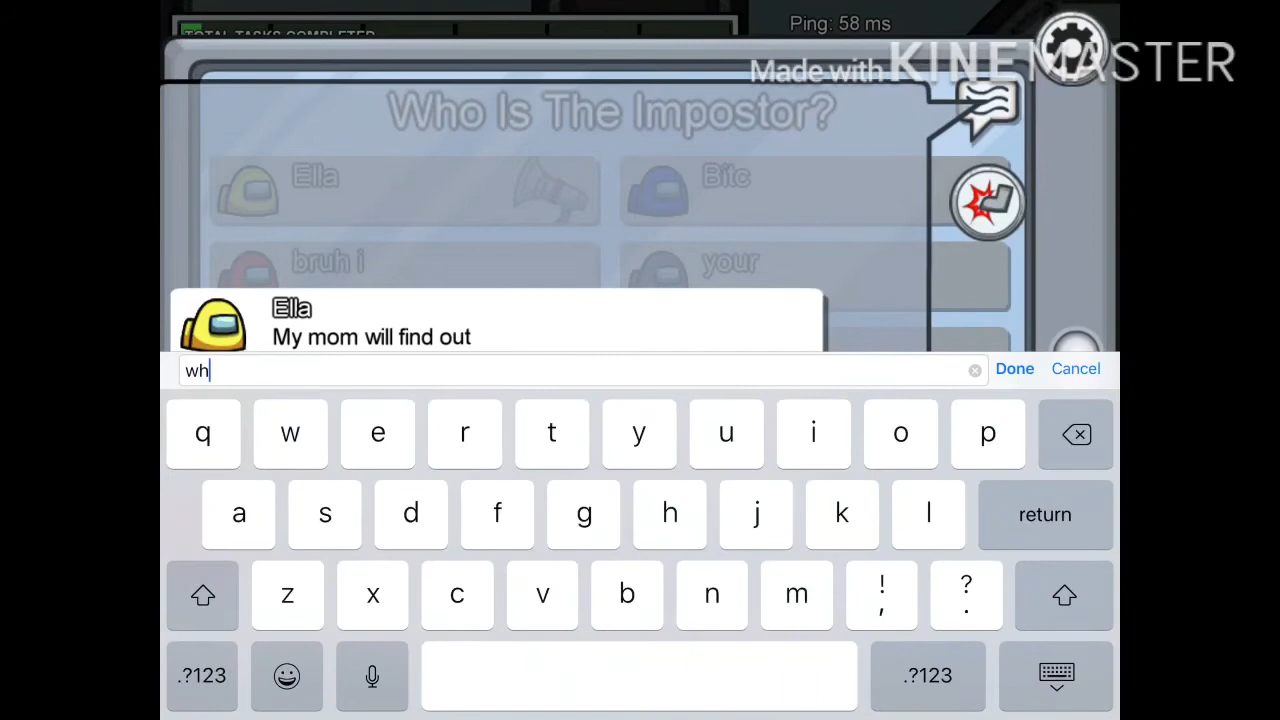 TOTAL TASKS COMPLETED
Ping: 58 ms
Made with KINEMASTER
Who Is The Impostor?
Ella
Bitc
bruh i
your
Ella
My mom will find out
wh
Done
Cancel
q w e r t y u i o p
a s d f g h j k l return
z x c v b n m ! , ? .
.?123
.?123